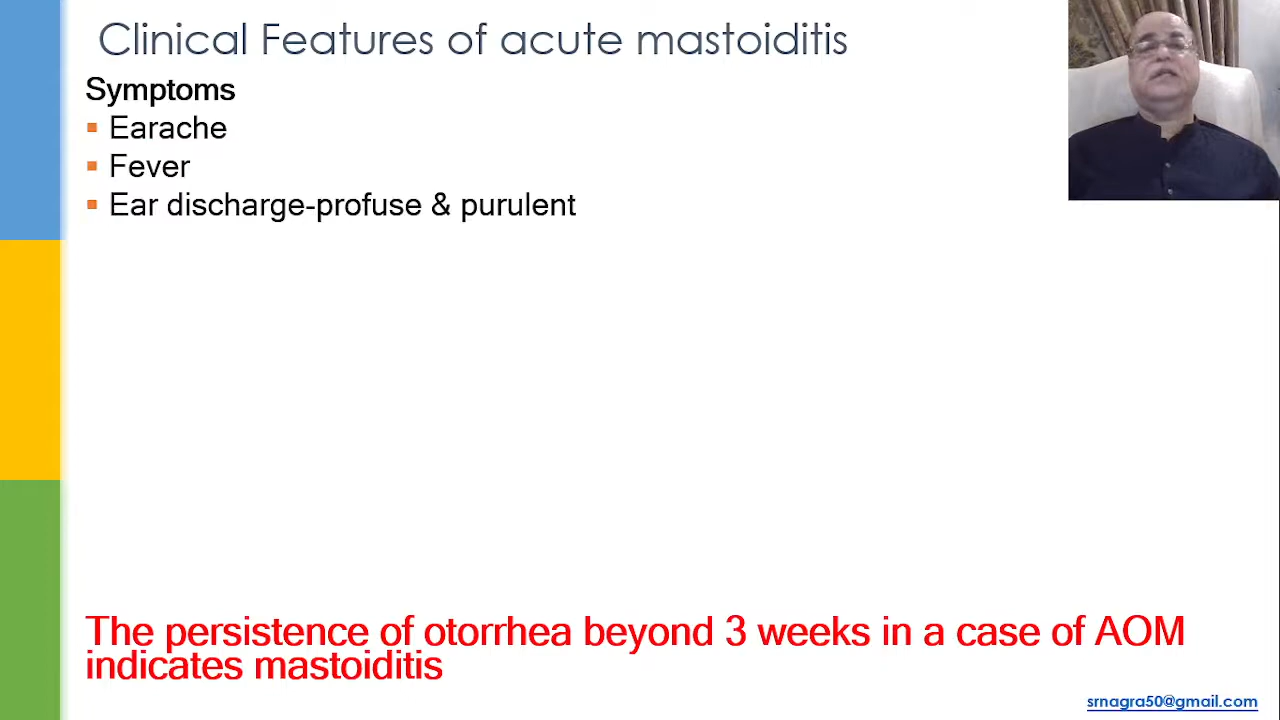 Clinical Features of acute mastoiditis
Symptoms
▪ Earache
▪ Fever
▪ Ear discharge-profuse & purulent
The persistence of otorrhea beyond 3 weeks in a case of AOM
indicates mastoiditis
srnagra50@gmail.com